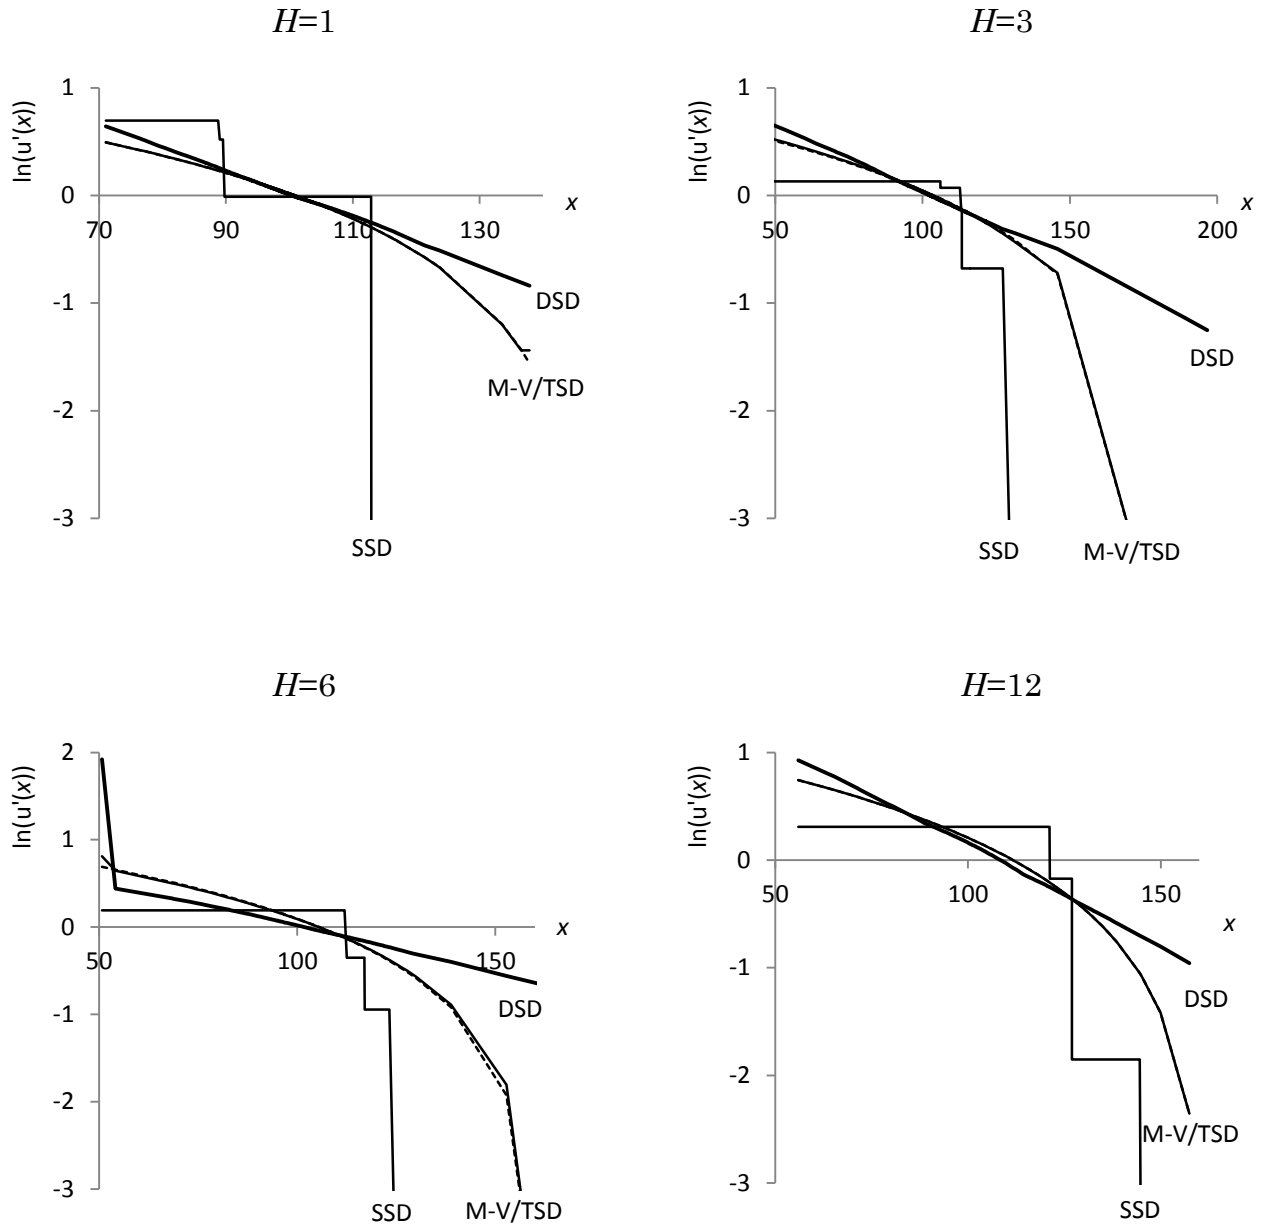 H=1
1
0
-1
-2
-3
ln(u'(x))
70
90
110
130
x
DSD
M-V/TSD
SSD
H=3
1
0
-1
-2
-3
ln(u'(x))
50
100
150
200
x
DSD
SSD
M-V/TSD
H=6
2
1
0
-1
-2
-3
ln(u'(x))
50
100
150
x
DSD
SSD
M-V/TSD
H=12
1
0
-1
-2
-3
ln(u'(x))
50
100
150
x
DSD
M-V/TSD
SSD